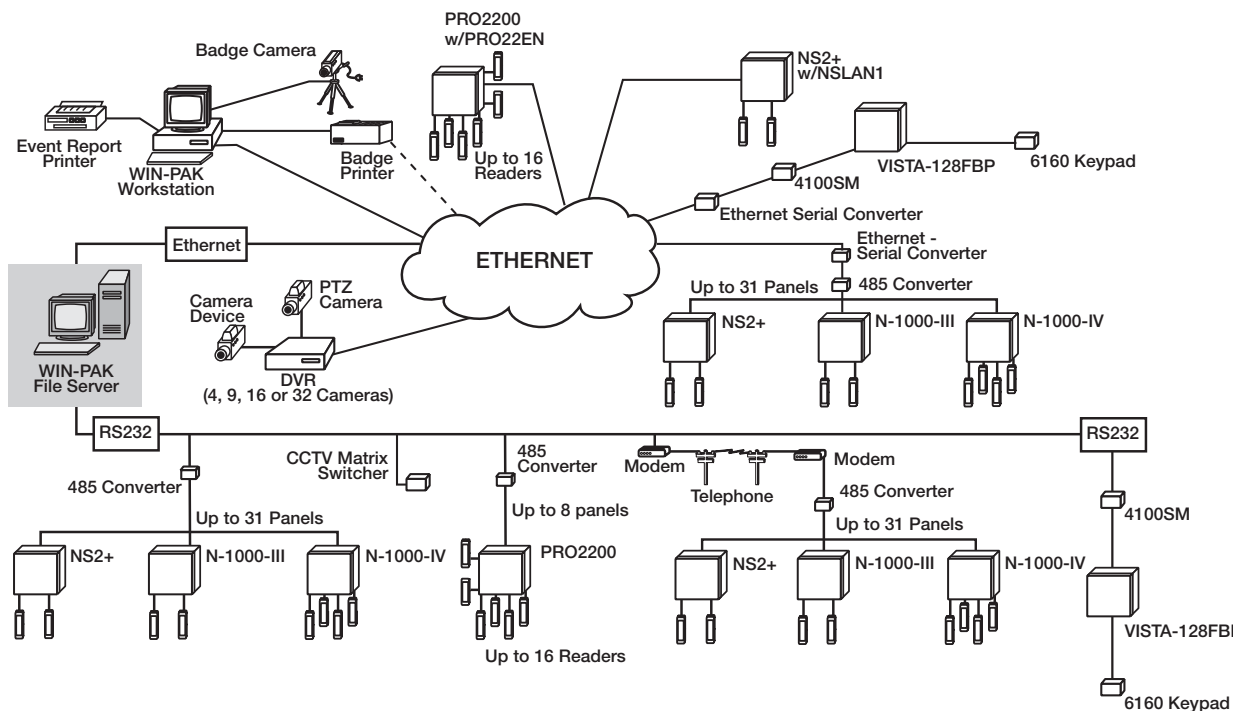 PRO2200
w/PRO22EN
Badge Camera
NS2+
w/NSLAN1
Event Report
Printer
WIN-PAK
Workstation
Badge
Printer
Up to 16
Readers
VISTA-128FBP
6160 Keypad
4100SM
Ethernet Serial Converter
Ethernet
ETHERNET
Ethernet -
Serial Converter
485 Converter
Up to 31 Panels
Camera
Device
PTZ
Camera
NS2+
N-1000-III
N-1000-IV
WIN-PAK
File Server
DVR
(4, 9, 16 or 32 Cameras)
RS232
RS232
485 Converter
CCTV Matrix
Switcher
485
Converter
Modem
Telephone
Modem
485 Converter
4100SM
Up to 31 Panels
Up to 8 panels
Up to 31 Panels
NS2+
N-1000-III
N-1000-IV
PRO2200
NS2+
N-1000-III
N-1000-IV
Up to 16 Readers
VISTA-128FB
6160 Keypad